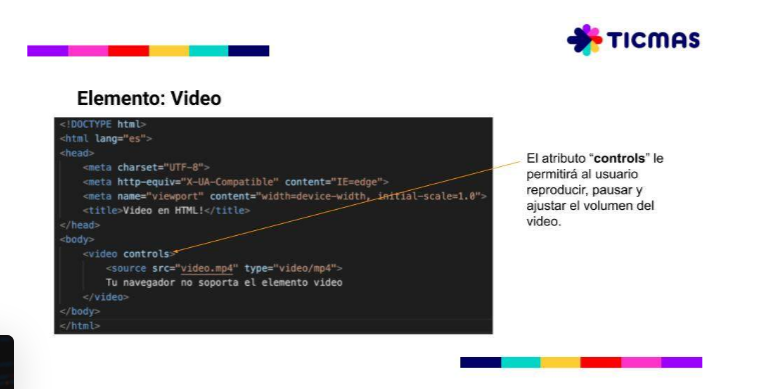 TICMAS
Elemento: Video
<!DOCTYPE html>
<html lang="es">
<head>
<meta charset="UTF-8">
<meta http-equiv="X-UA-Compatible" content="IE=edge">
<meta name="viewport" content="width=device-width, initial-scale=1.0">
<title>Video en HTML!</title>
</head>
<body>
<video controls>
<source src="video.mp4" type="video/mp4">
Tu navegador no soporta el elemento video
</video>
</body>
</html>
El atributo “controls” le
permitirá al usuario
reproducir, pausar y
ajustar el volumen del
video.